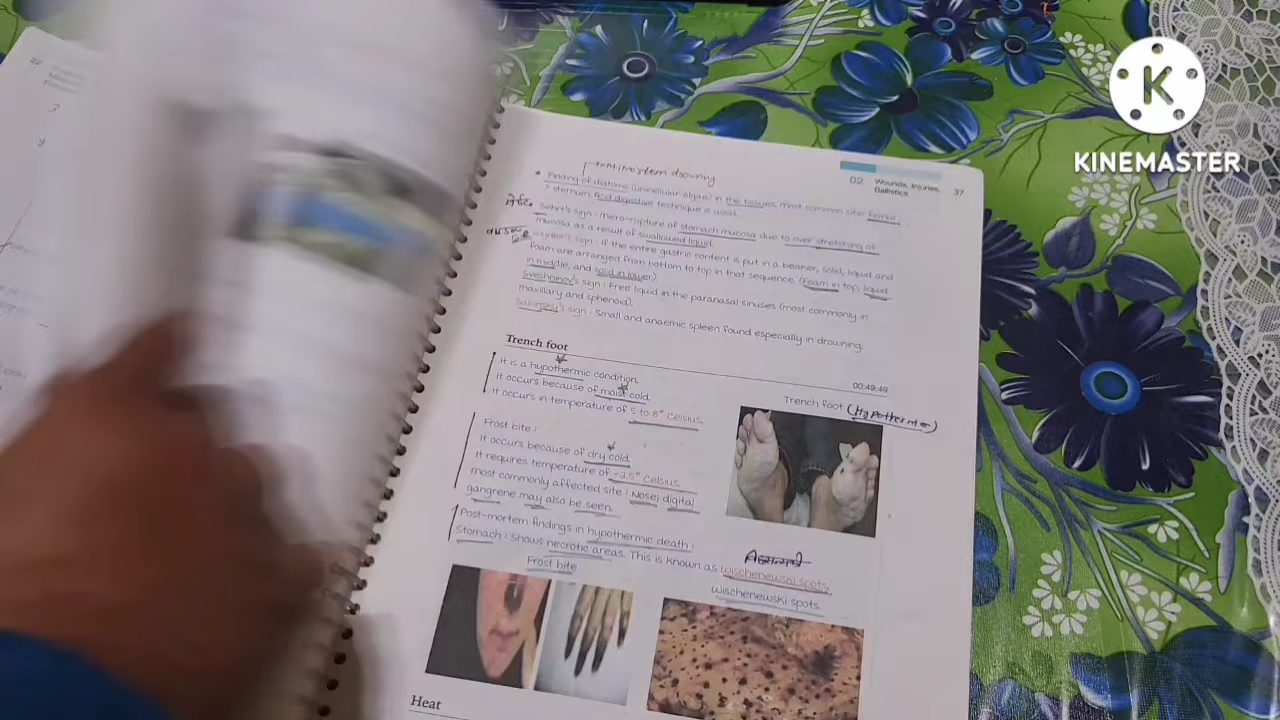 KINEMASTER
antimortem drowning
02 Wounds, Injuries, Ballistics 37
* Finding of diatoms (unicellular algae) in the tissues, most common site: Femur,
> sternum. Acid digestive technique is used.
Sehrt's sign : Micro-rupture of stomach mucosa due to over stretching of
mucosa as a result of swallowed liquid.
sign : If the entire gastric content is put in a beaker, solid, liquid and
foam are arranged from bottom to top in that sequence. (Foam in top, liquid
in middle, and solid in lower)
Sveshnikov's sign : Free liquid in the paranasal sinuses (most commonly in
maxillary and sphenoid).
sign : Small and anaemic spleen found especially in drowning.
Trench foot
00:49:49
It is a hypothermic condition.
It occurs because of moist cold.
It occurs in temperature of 5 to 8° Celsius.
Trench foot (Hypothermia)
Frost bite :
It occurs because of dry cold.
It requires temperature of -2.5° Celsius.
most commonly affected site : Nose, digital
gangrene may also be seen.
Post-mortem findings in hypothermic death :
Stomach : Shows necrotic areas. This is known as Wischenewski spots.
Frost bite
Wischenewski spots.
Heat